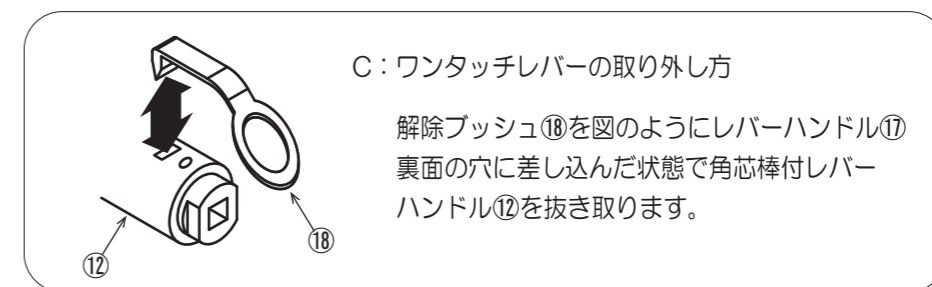 C：ワンタッチレバーの取り外し方
解除ブッシュ⑱を図のようにレバーハンドル⑰
裏面の穴に差し込んだ状態で角芯棒付レバー
ハンドル⑫を抜き取ります。
⑱
⑫